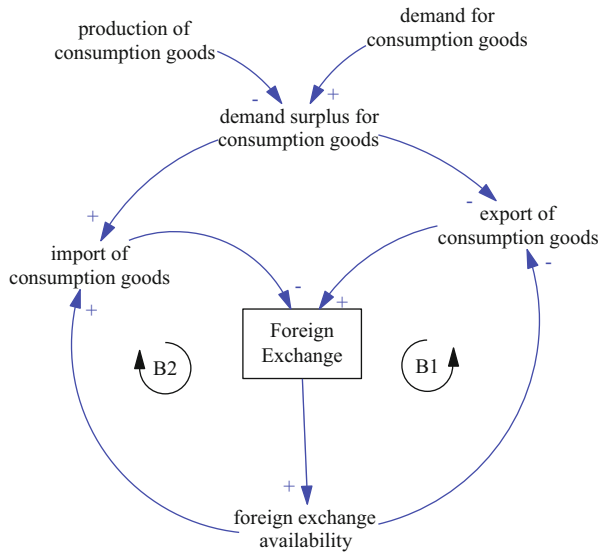 production of
consumption goods
demand for
consumption goods
-
+
demand surplus for
consumption goods
+
-
import of
consumption goods
export of
consumption goods
+
-
+
-
Foreign
Exchange
B2
B1
+
foreign exchange
availability